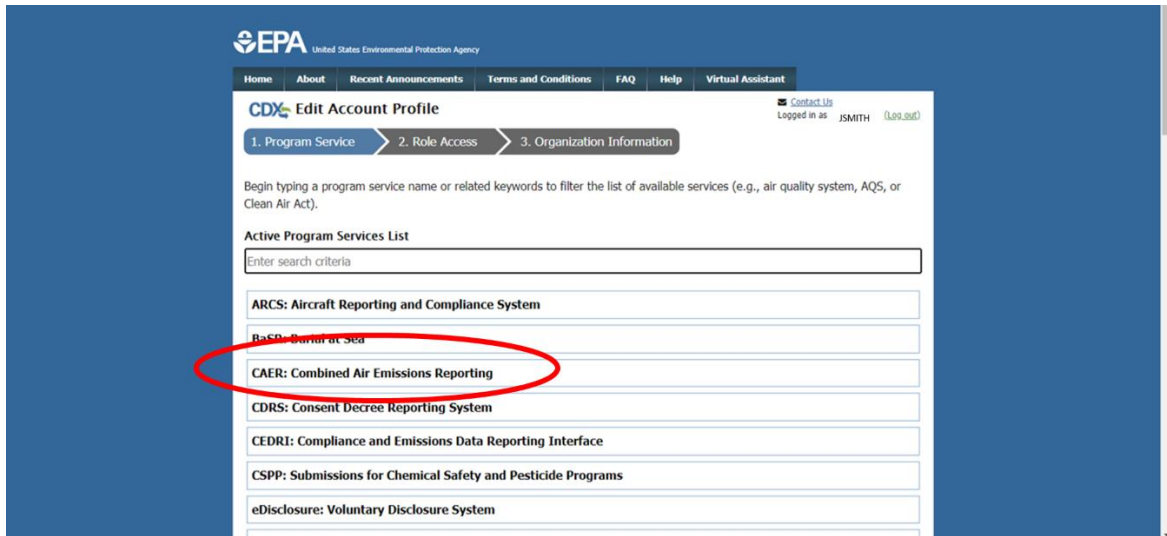 EPA United States Environmental Protection Agency
Home About Recent Announcements Terms and Conditions FAQ Help Virtual Assistant
CDX Edit Account Profile
Contact Us
Logged in as JSMITH (Log out)
1. Program Service 2. Role Access 3. Organization Information
Begin typing a program service name or related keywords to filter the list of available services (e.g., air quality system, AQS, or
Clean Air Act).
Active Program Services List
Enter search criteria
ARCS: Aircraft Reporting and Compliance System
BaSR: Burial at Sea
CAER: Combined Air Emissions Reporting
CDRS: Consent Decree Reporting System
CEDRI: Compliance and Emissions Data Reporting Interface
CSPP: Submissions for Chemical Safety and Pesticide Programs
eDisclosure: Voluntary Disclosure System